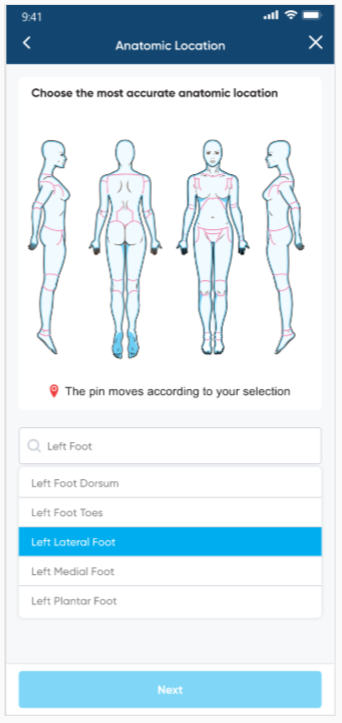 9:41
Anatomic Location
Choose the most accurate anatomic location
The pin moves according to your selection
Left Foot
Left Foot Dorsum
Left Foot Toes
Left Lateral Foot
Left Medial Foot
Left Plantar Foot
Next